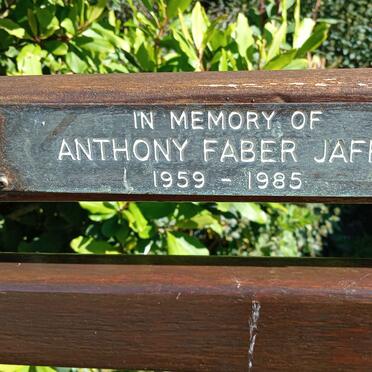 IN MEMORY OF
ANTHONY FABER
1959 - 1985